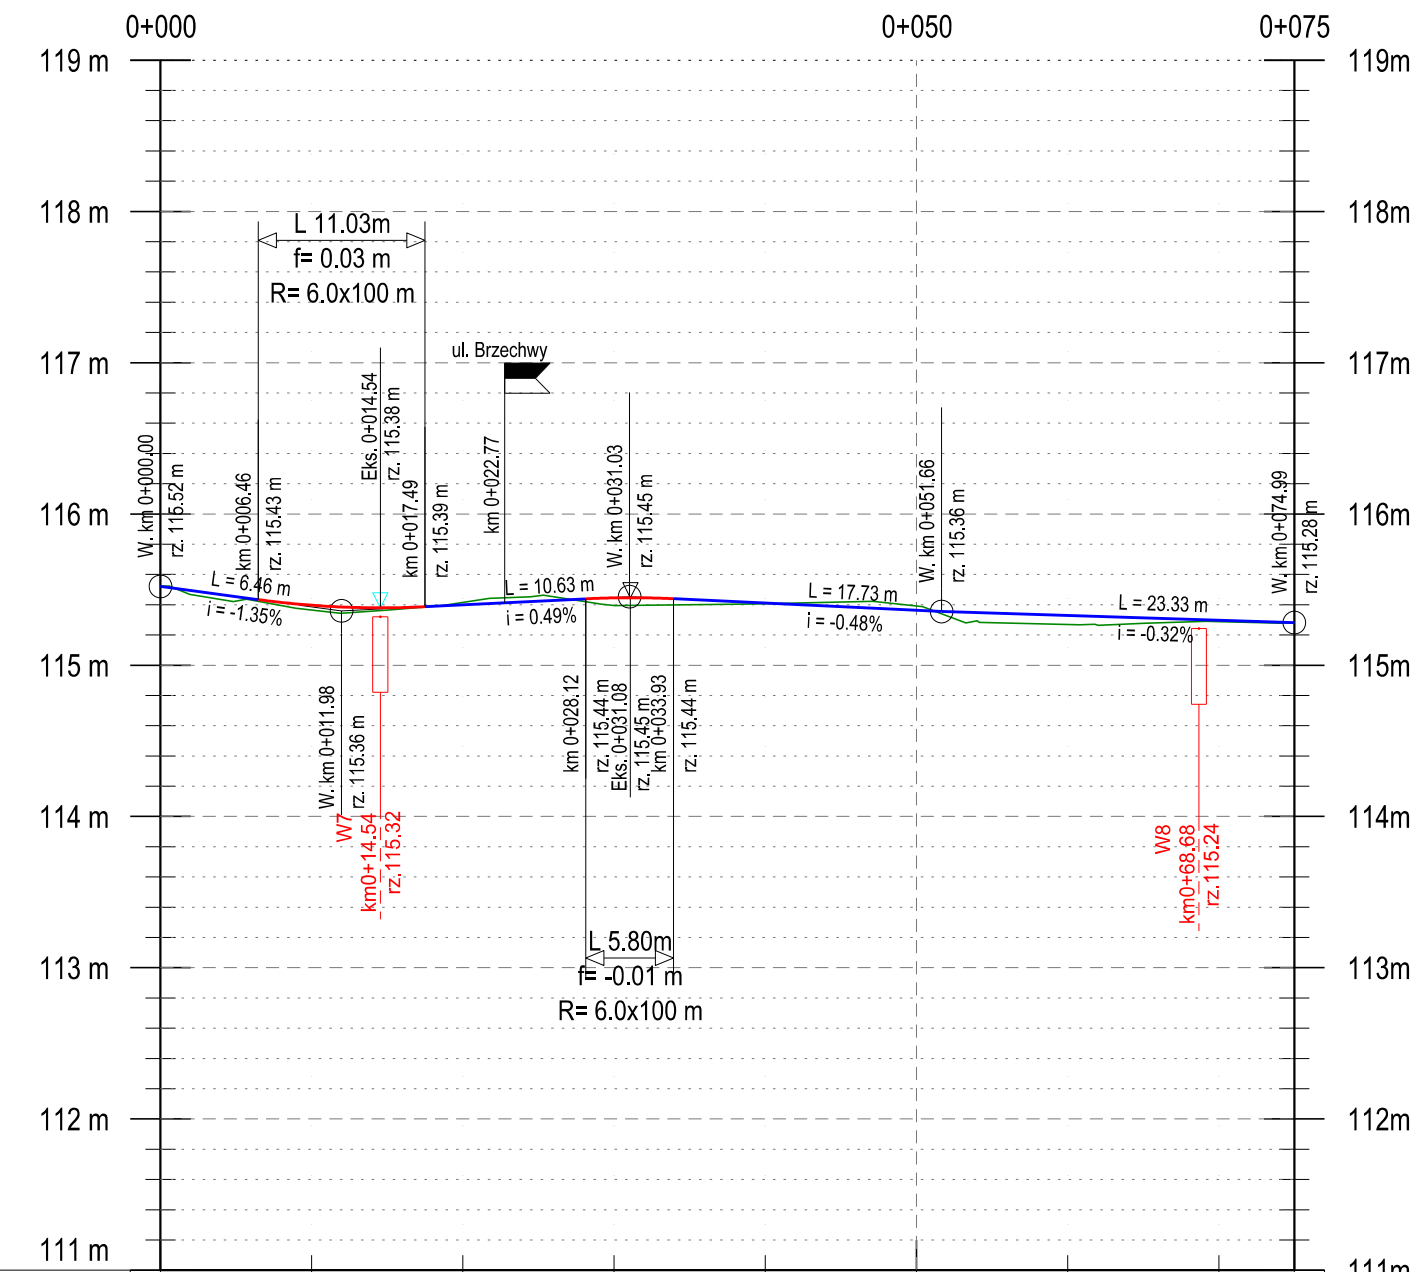 0+000
0+050
0+075
119 m
119m
118 m
118m
L 11.03m
f= 0.03 m
R= 6.0x100 m
117 m
117m
ul. Brzechwy
W. km 0+000.00
rz. 115.52 m
km 0+006.46
rz. 115.43 m
Eks. 0+014.54
rz. 115.38 m
km 0+017.49
rz. 115.39 m
km 0+022.77
W. km 0+031.03
rz. 115.45 m
W. km 0+051.66
rz. 115.36 m
W. km 0+074.99
rz. 115.28 m
116 m
116m
L = 6.46 m
i = -1.35%
L = 10.63 m
i = 0.49%
L = 17.73 m
i = -0.48%
L = 23.33 m
i = -0.32%
115 m
115m
W. km 0+011.98
rz. 115.36 m
km 0+028.12
rz. 115.44 m
Eks. 0+031.08
rz. 115.45 m
km 0+033.93
rz. 115.44 m
114 m
114m
W7
km0+14.54
rz.115.32
W8
km0+68.68
rz.115.24
L 5.80m
f= -0.01 m
R= 6.0x100 m
113 m
113m
112 m
112m
111 m
111m